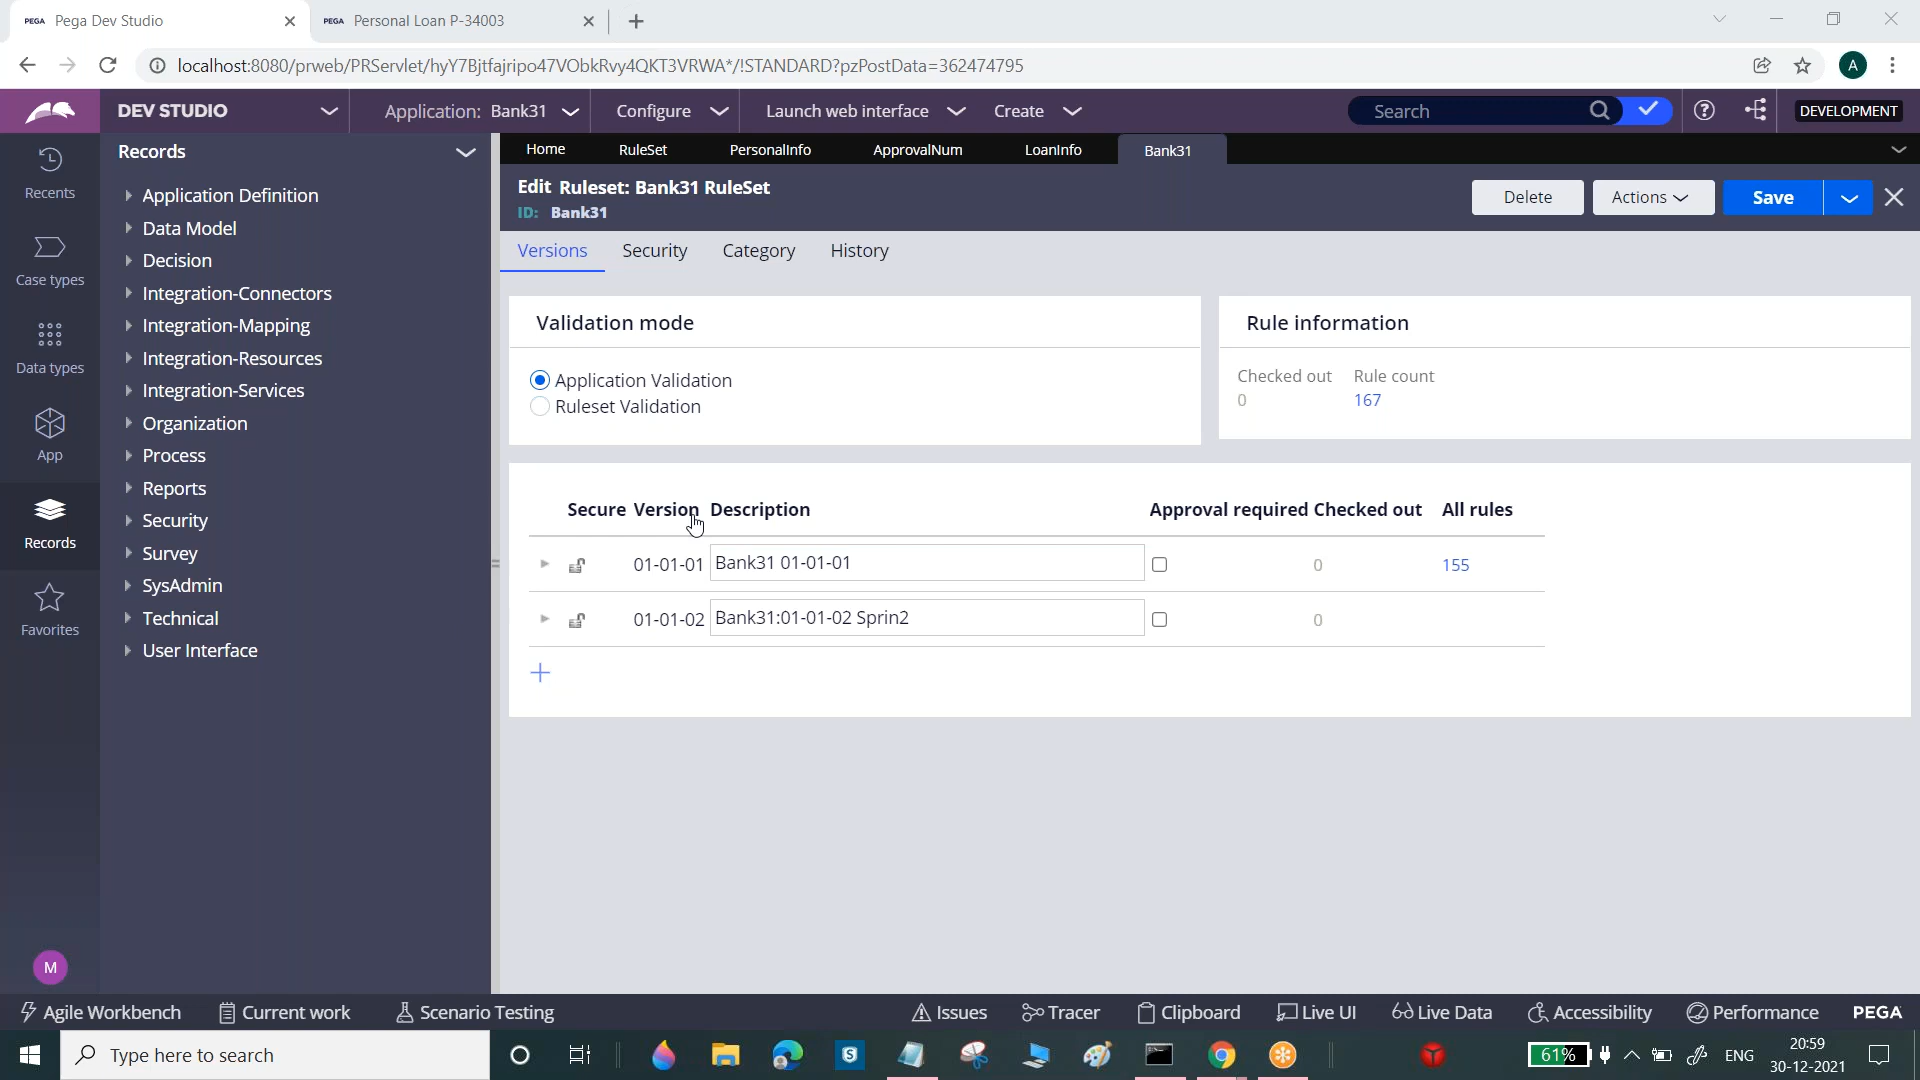 PEGA Pega Dev Studio
PEGA Personal Loan P-34003
localhost:8080/prweb/PRServlet/hyY7Bjtfajripo47VObkRvy4QKT3VRWA*/!STANDARD?pzPostData=362474795
A
DEV STUDIO
Application: Bank31
Configure
Launch web interface
Create
Search
DEVELOPMENT
Recents
Case types
Data types
App
Records
Favorites
M
Records
Application Definition
Data Model
Decision
Integration-Connectors
Integration-Mapping
Integration-Resources
Integration-Services
Organization
Process
Reports
Security
Survey
SysAdmin
Technical
User Interface
Home RuleSet PersonalInfo ApprovalNum LoanInfo Bank31
Edit Ruleset: Bank31 RuleSet
ID: Bank31
Delete Actions Save
Versions Security Category History
Validation mode
Application Validation
Ruleset Validation
Rule information
Checked out Rule count
0 167
Secure Version Description Approval required Checked out All rules
01-01-01 Bank31 01-01-01 0 155
01-01-02 Bank31:01-01-02 Sprin2 0
Agile Workbench Current work Scenario Testing Issues Tracer Clipboard Live UI Live Data Accessibility Performance PEGA
Type here to search
S
61%
ENG
20:59
30-12-2021